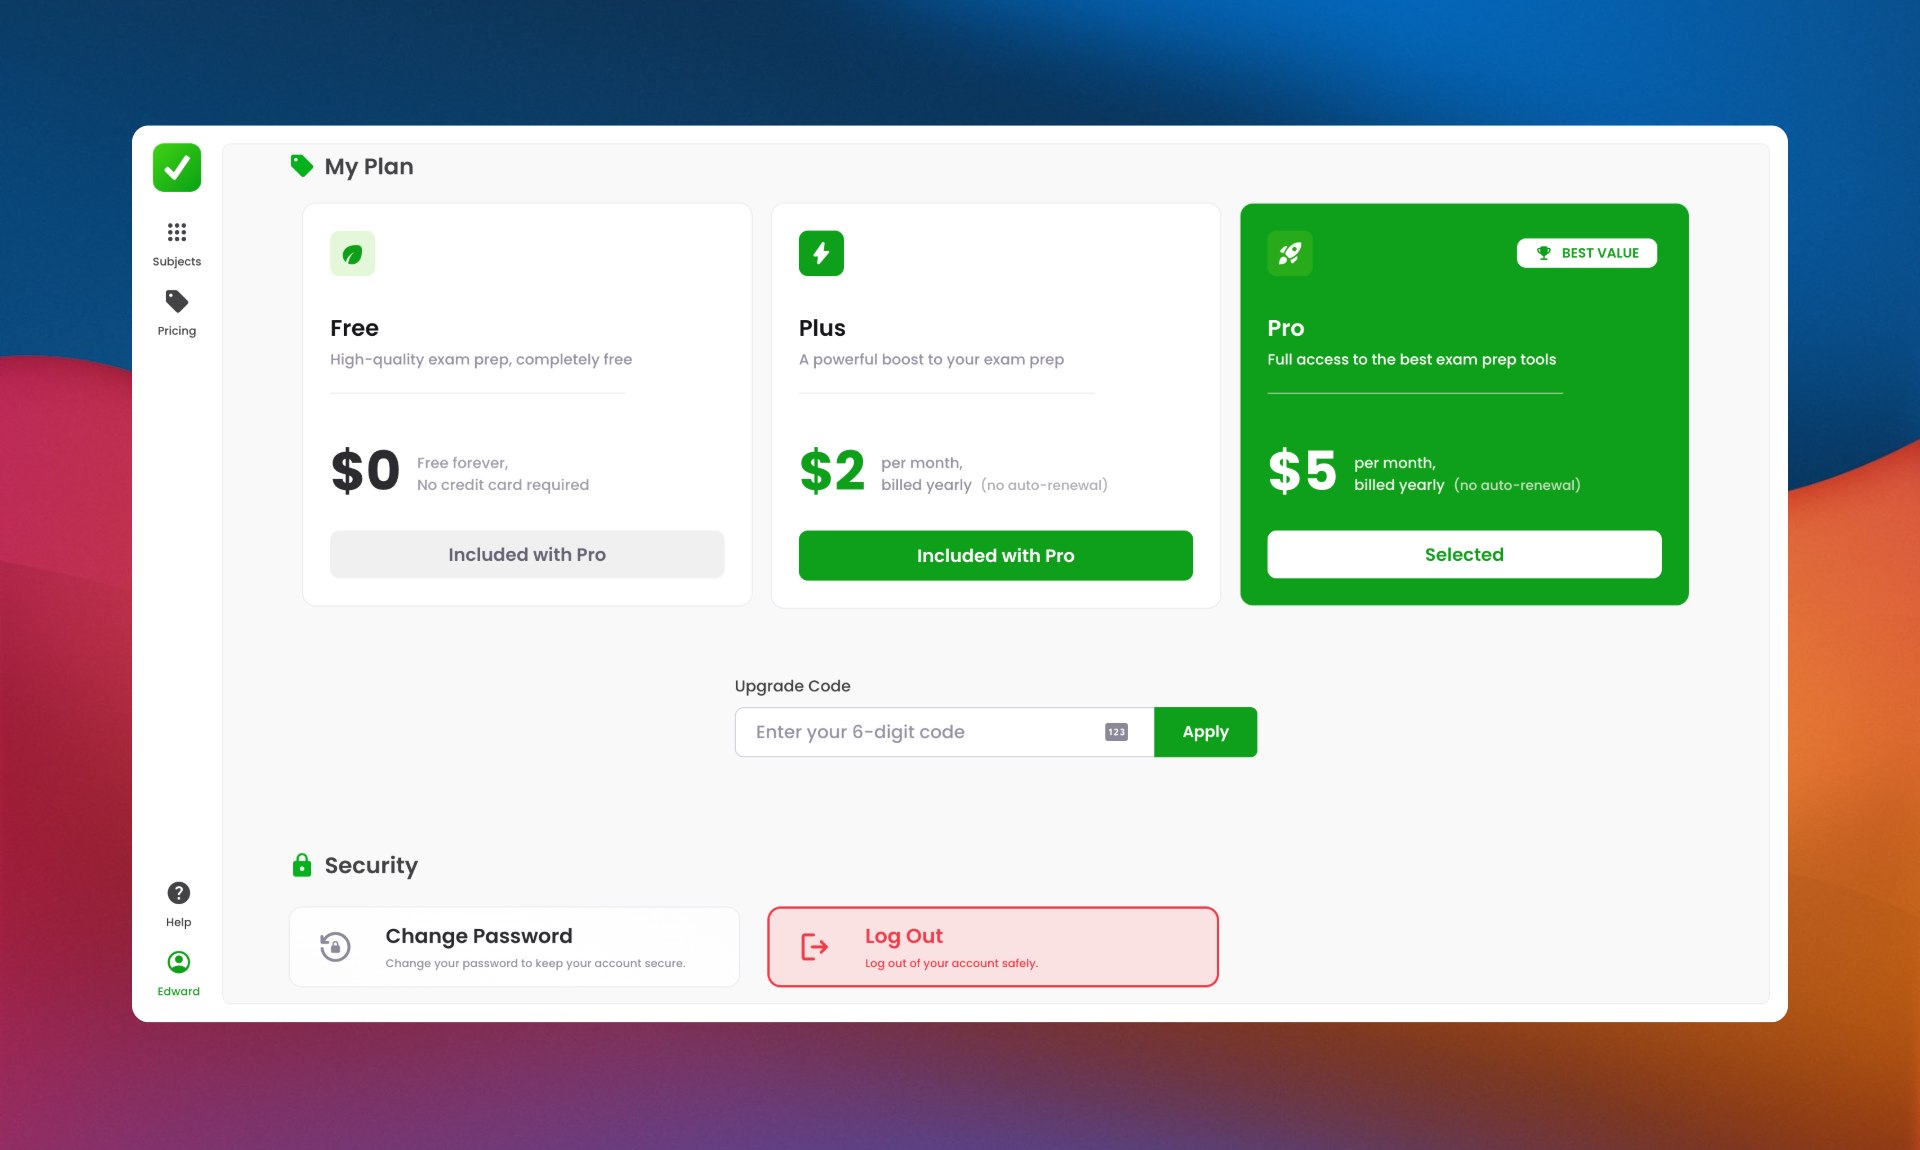 My Plan
Subjects
Pricing
Free
High-quality exam prep, completely free
$0
Free forever,
No credit card required
Included with Pro
Plus
A powerful boost to your exam prep
$2
per month,
billed yearly (no auto-renewal)
Included with Pro
BEST VALUE
Pro
Full access to the best exam prep tools
$5
per month,
billed yearly (no auto-renewal)
Selected
Upgrade Code
Enter your 6-digit code
123
Apply
Security
Change Password
Change your password to keep your account secure.
Log Out
Log out of your account safely.
?
Help
Edward